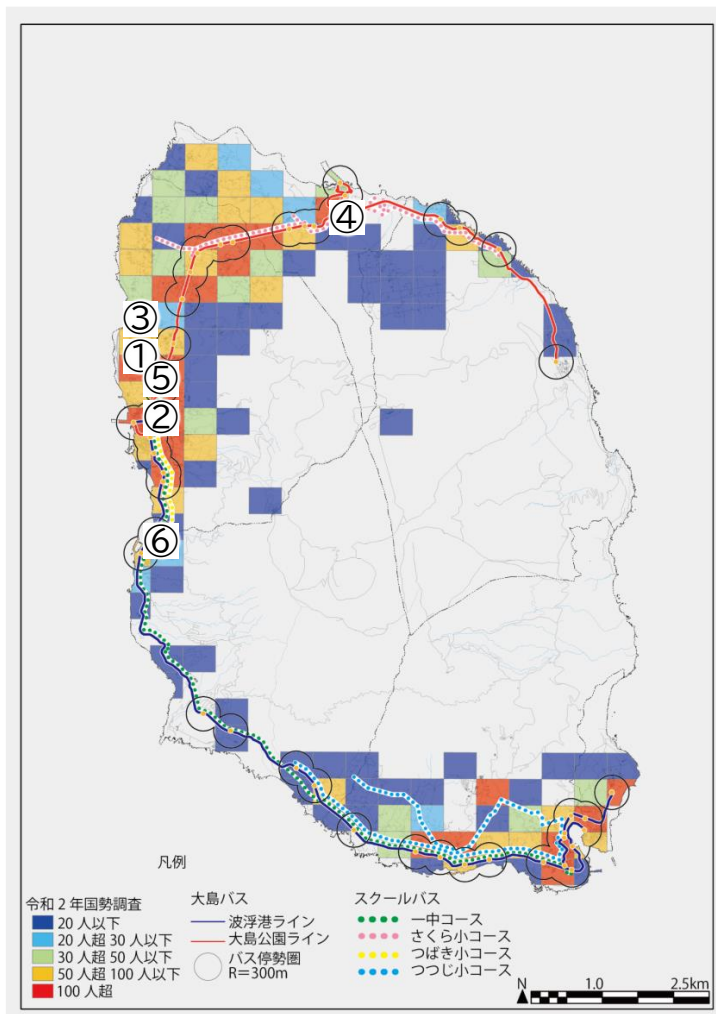 ④
③
①
⑤
②
⑥
凡例
令和２年国勢調査
20 人以下
20 人超 30 人以下
30 人超 50 人以下
50 人超 100 人以下
100 人超
大島バス
波浮港ライン
大島公園ライン
バス停勢圏
R＝300m
スクールバス
一中コース
さくら小コース
つばき小コース
つつじ小コース
N 1.0 2.5km